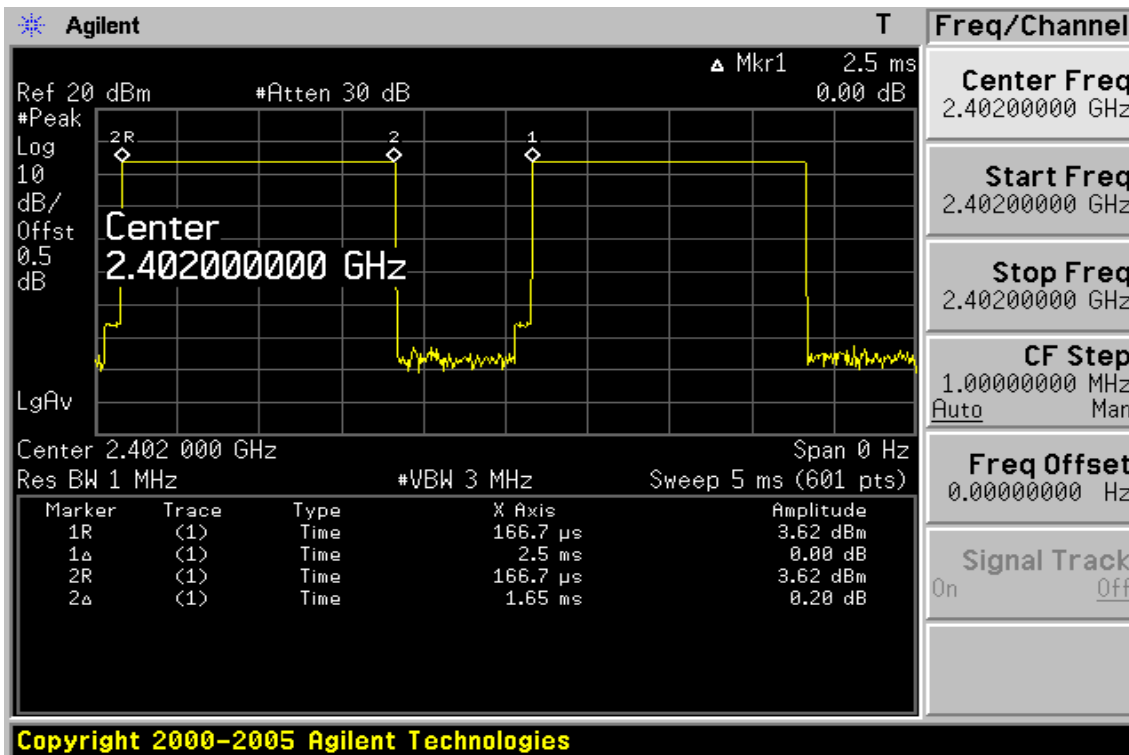 Agilent T
Freq/Channel
△ Mkr1 2.5 ms
Ref 20 dBm #Atten 30 dB 0.00 dB
#Peak
Log
10
dB/
Offst
0.5
dB
2R 2 1
Center
2.402000000 GHz
LgAv
Center 2.402 000 GHz Span 0 Hz
Res BW 1 MHz #VBW 3 MHz Sweep 5 ms (601 pts)
Marker Trace Type X Axis Amplitude
1R (1) Time 166.7 µs 3.62 dBm
1△ (1) Time 2.5 ms 0.00 dB
2R (1) Time 166.7 µs 3.62 dBm
2△ (1) Time 1.65 ms 0.20 dB
Center Freq
2.40200000 GHz
Start Freq
2.40200000 GHz
Stop Freq
2.40200000 GHz
CF Step
1.00000000 MHz
Auto Man
Freq Offset
0.00000000 Hz
Signal Track
On Off
Copyright 2000-2005 Agilent Technologies